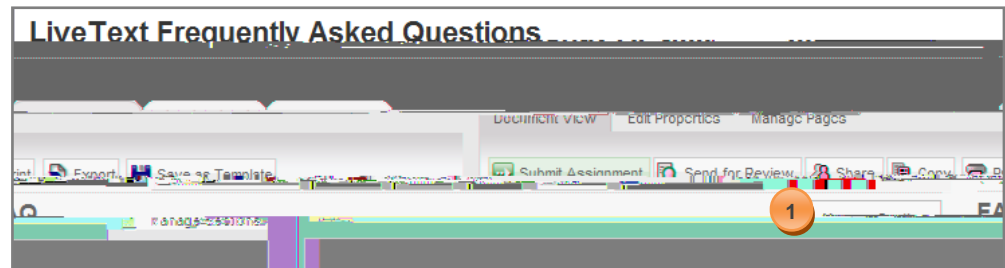 LiveText Frequently Asked Questions
Document View Edit Properties Manage Pages
Export Save as Template Submit Assignment Send for Review Share Copy
1